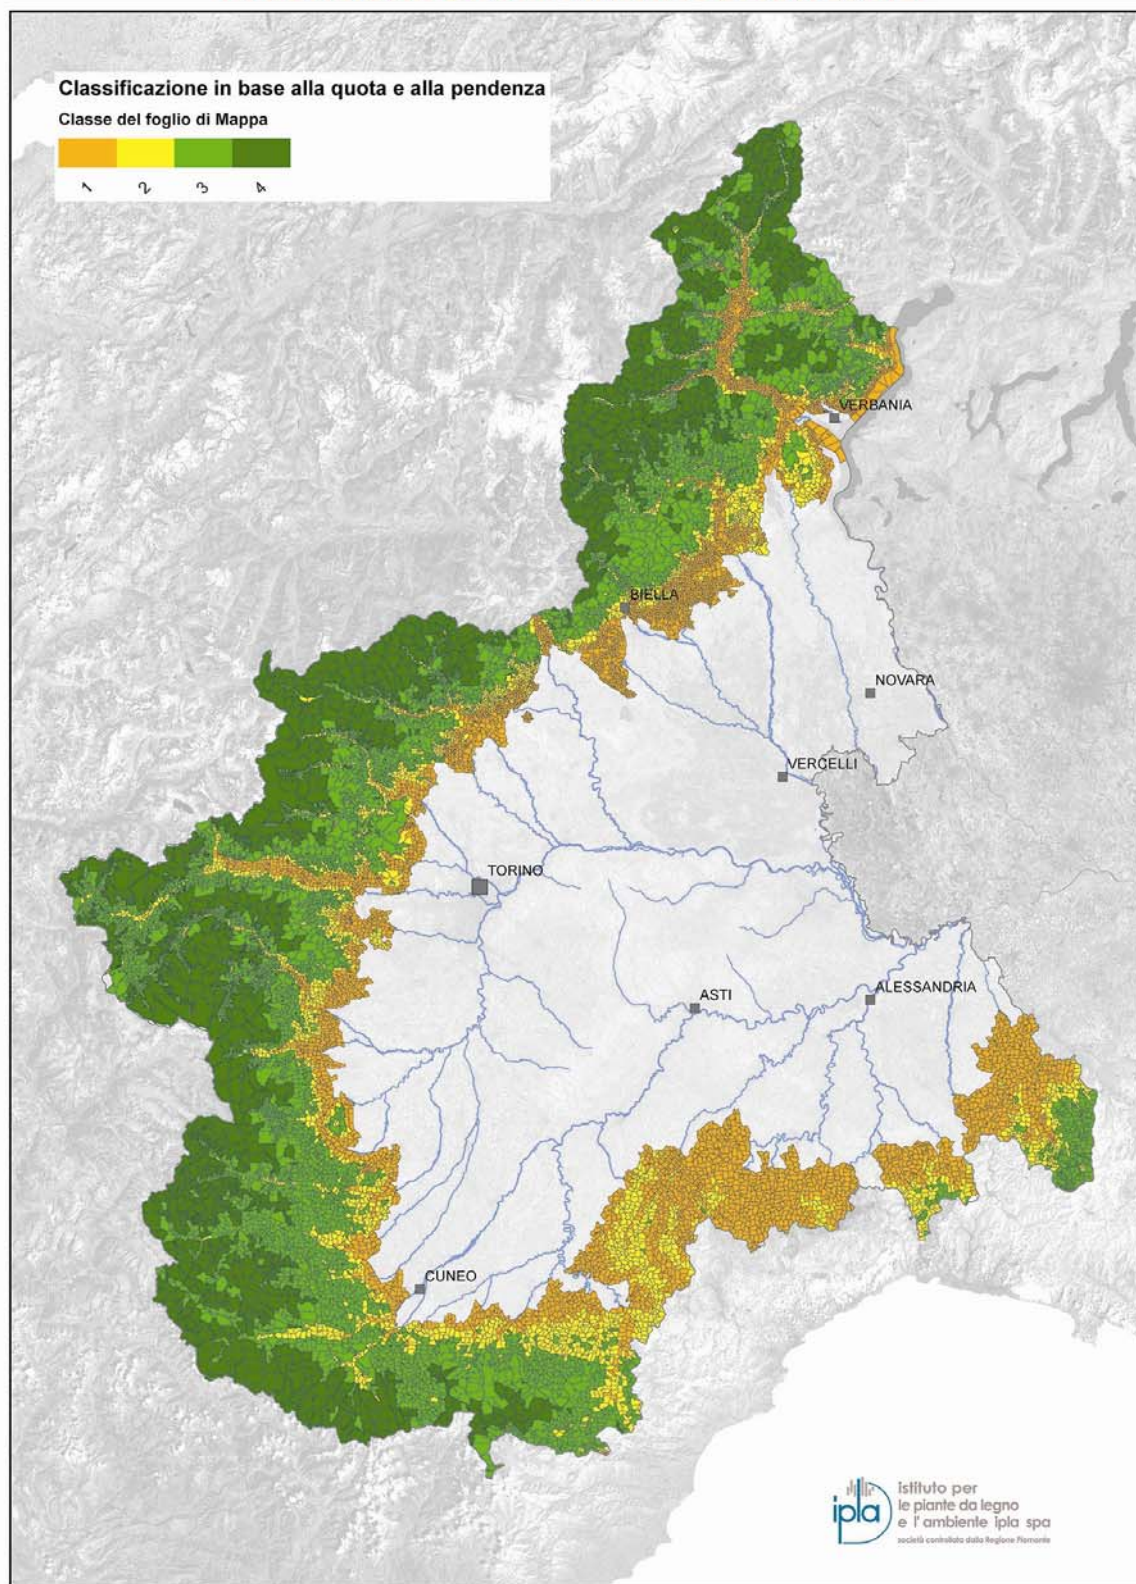 Classificazione in base alla quota e alla pendenza
Classe del foglio di Mappa
1 2 3 4
VERBANIA
BIELLA
NOVARA
VERCELLI
TORINO
ASTI
ALESSANDRIA
CUNEO
ipla
istituto per
le piante da legno
e l' ambiente ipla spa
società controllata dalla Regione Piemonte